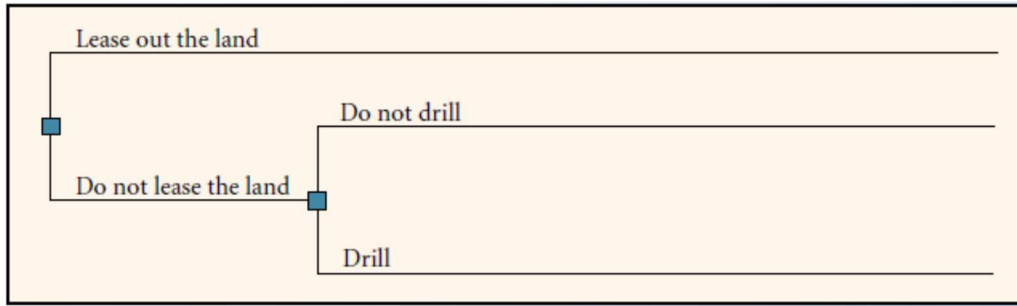 Lease out the land
Do not drill
Do not lease the land
Drill